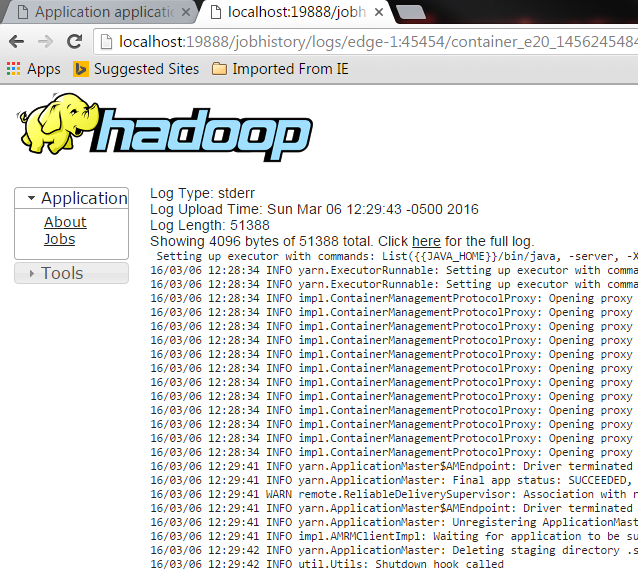 Application applicatio
localhost:19888/jobh
localhost:19888/jobhistory/logs/edge-1:45454/container_e20_1456245484
Apps Suggested Sites Imported From IE
hadoop
Application
About
Jobs
Tools
Log Type: stderr
Log Upload Time: Sun Mar 06 12:29:43 -0500 2016
Log Length: 51388
Showing 4096 bytes of 51388 total. Click here for the full log.
Setting up executor with commands: List({{JAVA_HOME}}/bin/java, -server, -X
16/03/06 12:28:34 INFO yarn.ExecutorRunnable: Setting up executor with comma
16/03/06 12:28:34 INFO yarn.ExecutorRunnable: Setting up executor with comma
16/03/06 12:28:34 INFO impl.ContainerManagementProtocolProxy: Opening proxy
16/03/06 12:28:34 INFO impl.ContainerManagementProtocolProxy: Opening proxy
16/03/06 12:28:34 INFO impl.ContainerManagementProtocolProxy: Opening proxy
16/03/06 12:28:34 INFO impl.ContainerManagementProtocolProxy: Opening proxy
16/03/06 12:28:34 INFO impl.ContainerManagementProtocolProxy: Opening proxy
16/03/06 12:28:34 INFO impl.ContainerManagementProtocolProxy: Opening proxy
16/03/06 12:28:34 INFO impl.ContainerManagementProtocolProxy: Opening proxy
16/03/06 12:28:34 INFO impl.ContainerManagementProtocolProxy: Opening proxy
16/03/06 12:28:34 INFO impl.ContainerManagementProtocolProxy: Opening proxy
16/03/06 12:28:34 INFO impl.ContainerManagementProtocolProxy: Opening proxy
16/03/06 12:28:34 INFO impl.ContainerManagementProtocolProxy: Opening proxy
16/03/06 12:28:34 INFO impl.ContainerManagementProtocolProxy: Opening proxy
16/03/06 12:29:41 INFO yarn.ApplicationMaster$AMEndpoint: Driver terminated
16/03/06 12:29:41 INFO yarn.ApplicationMaster: Final app status: SUCCEEDED,
16/03/06 12:29:41 WARN remote.ReliableDeliverySupervisor: Association with r
16/03/06 12:29:41 INFO yarn.ApplicationMaster$AMEndpoint: Driver terminated
16/03/06 12:29:41 INFO yarn.ApplicationMaster: Unregistering ApplicationMast
16/03/06 12:29:41 INFO impl.AMRMClientImpl: Waiting for application to be su
16/03/06 12:29:42 INFO yarn.ApplicationMaster: Deleting staging directory .s
16/03/06 12:29:42 INFO util.Utils: Shutdown hook called